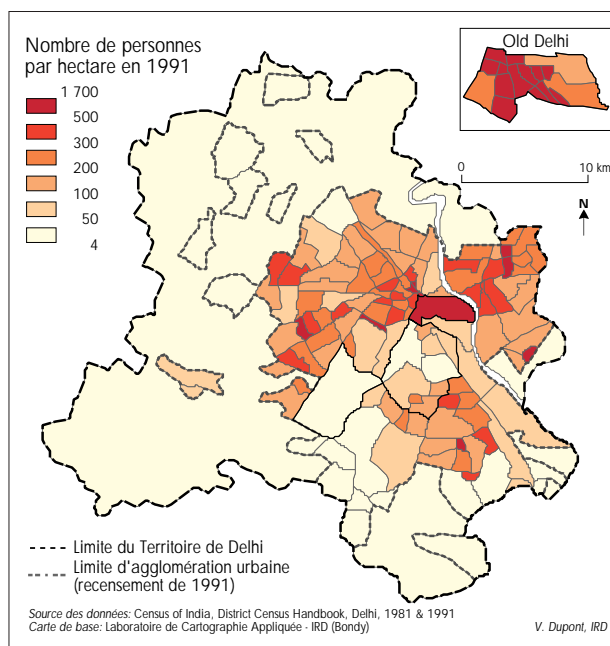 Nombre de personnes
par hectare en 1991
1 700
500
300
200
100
50
4
Old Delhi
0 10 km
N
Limite du Territoire de Delhi
Limite d'agglomération urbaine
(recensement de 1991)
Source des données: Census of India, District Census Handbook, Delhi, 1981 & 1991
Carte de base: Laboratoire de Cartographie Appliquée - IRD (Bondy)
V. Dupont, IRD